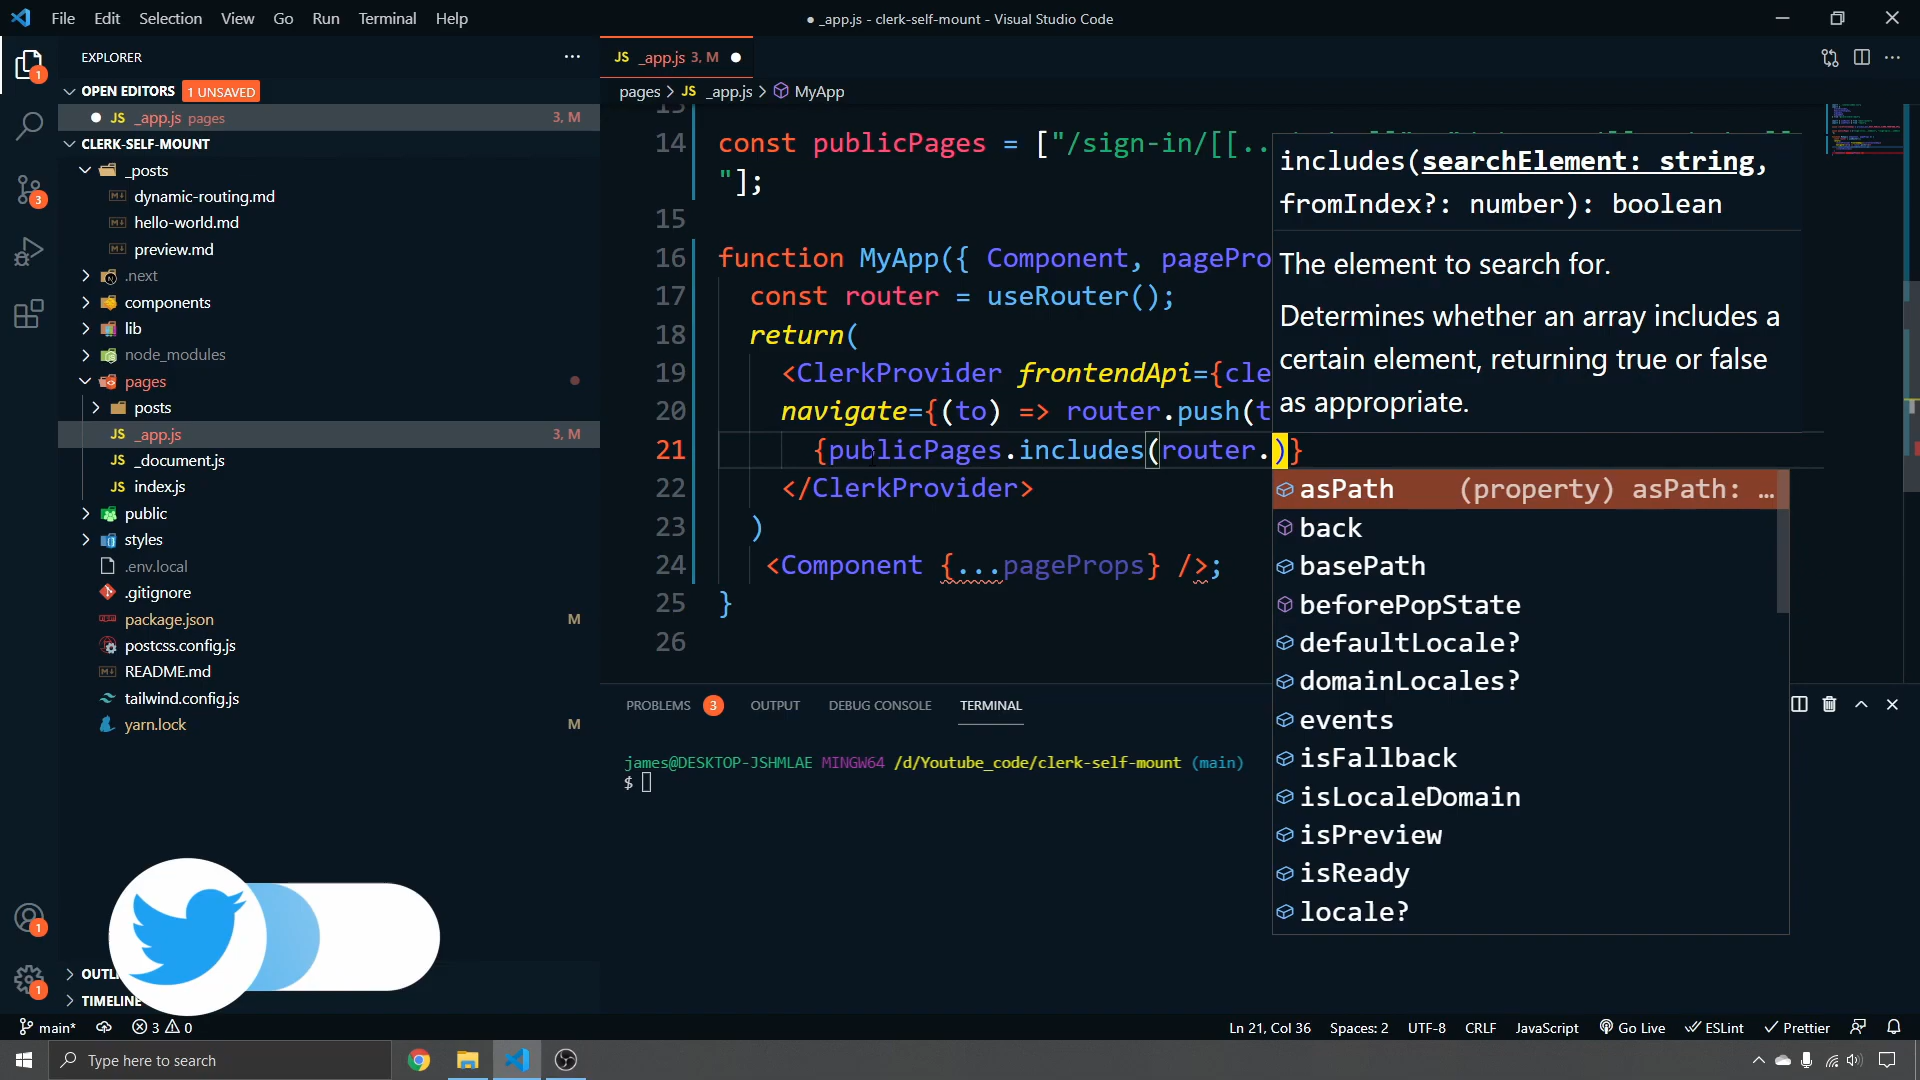 File Edit Selection View Go Run Terminal Help
● _app.js - clerk-self-mount - Visual Studio Code
EXPLORER
OPEN EDITORS 1 UNSAVED
JS _app.js pages 3, M
CLERK-SELF-MOUNT
_posts
dynamic-routing.md
hello-world.md
preview.md
.next
components
lib
node_modules
pages
posts
JS _app.js 3, M
JS _document.js
JS index.js
public
styles
.env.local
.gitignore
package.json M
postcss.config.js
README.md
tailwind.config.js
yarn.lock M
OUTLI
TIMELINE
JS _app.js 3, M
pages > JS _app.js > MyApp
13
14 const publicPages = ["/sign-in/[[..
"];
15
16 function MyApp({ Component, pagePro
17 const router = useRouter();
18 return(
19 <ClerkProvider frontendApi={cle
20 navigate={(to) => router.push(t
21 {publicPages.includes(router.)}
22 </ClerkProvider>
23 )
24 <Component {...pageProps} />;
25 }
26
includes(searchElement: string,
fromIndex?: number): boolean
The element to search for.
Determines whether an array includes a
certain element, returning true or false
as appropriate.
asPath (property) asPath: …
back
basePath
beforePopState
defaultLocale?
domainLocales?
events
isFallback
isLocaleDomain
isPreview
isReady
locale?
PROBLEMS 3 OUTPUT DEBUG CONSOLE TERMINAL
james@DESKTOP-JSHMLAE MINGW64 /d/Youtube_code/clerk-self-mount (main)
$
1
3
1
1
main* 3 0
Ln 21, Col 36 Spaces: 2 UTF-8 CRLF JavaScript Go Live ESLint Prettier
Type here to search